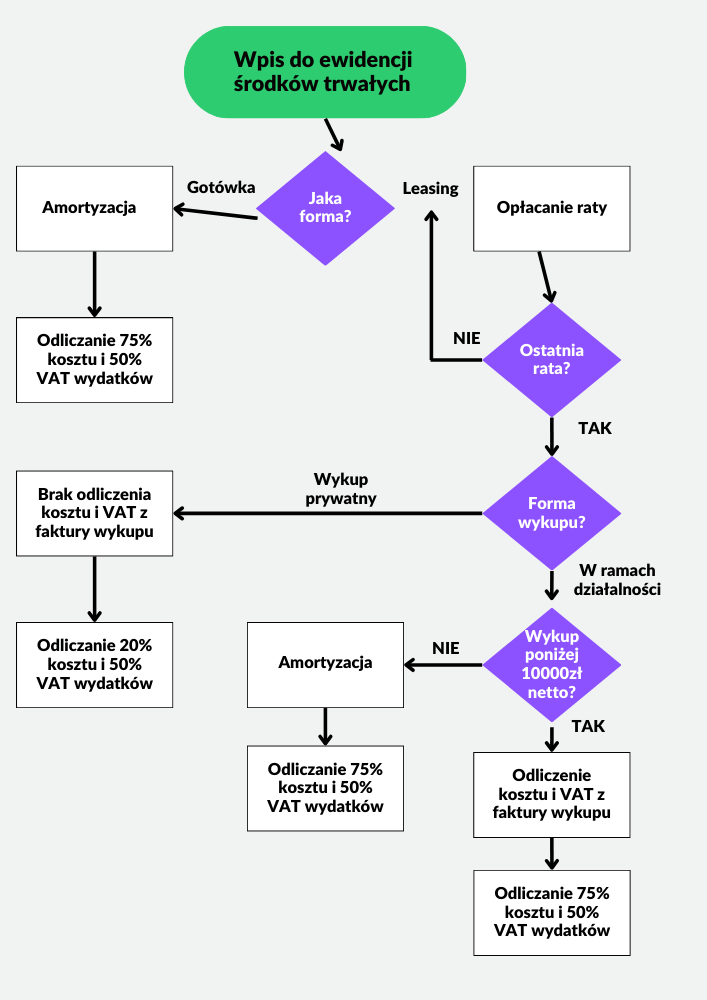 Wpis do ewidencji
środków trwałych
Gotówka
Leasing
Amortyzacja
Jaka
forma?
Opłacanie raty
Odliczanie 75%
kosztu i 50%
VAT wydatków
NIE
Ostatnia
rata?
TAK
Wykup
prywatny
Brak odliczenia
kosztu i VAT z
faktury wykupu
Forma
wykupu?
W ramach
działalności
Odliczanie 20%
kosztu i 50%
VAT wydatków
Amortyzacja
NIE
Wykup
poniżej
10000zł
netto?
TAK
Odliczanie 75%
kosztu i 50%
VAT wydatków
Odliczenie
kosztu i VAT z
faktury wykupu
Odliczanie 75%
kosztu i 50%
VAT wydatków